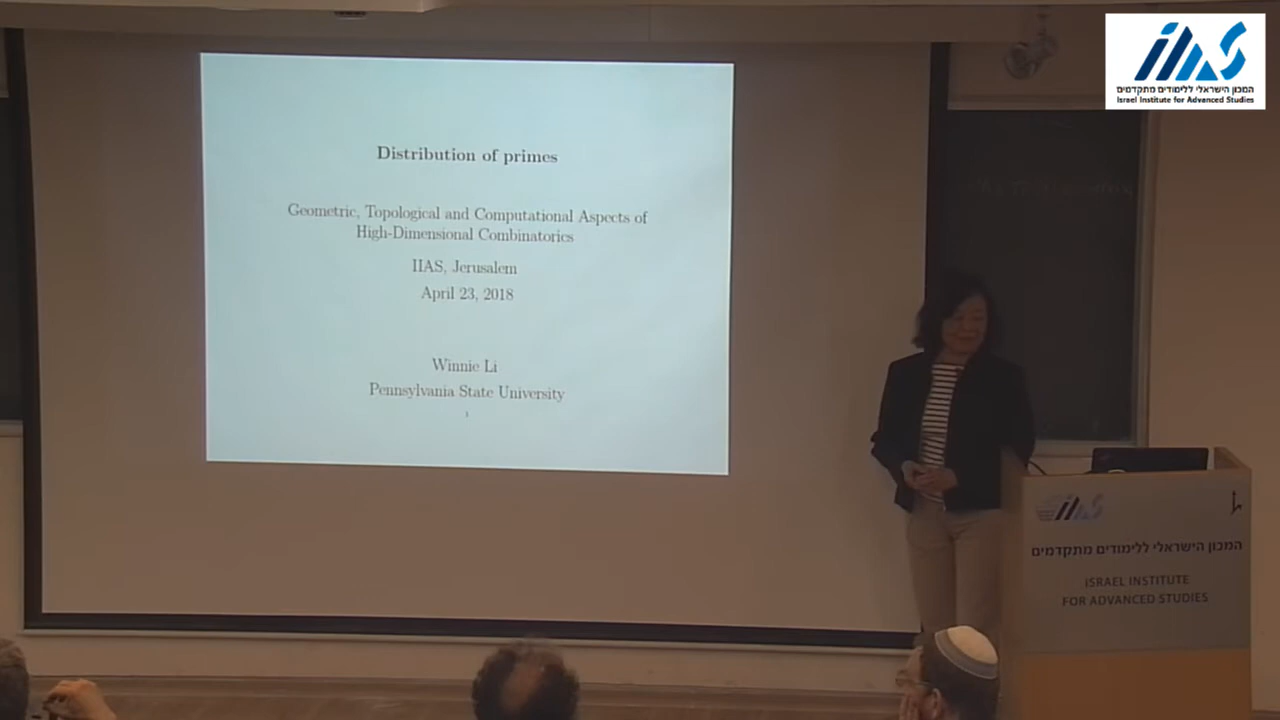 המכון הישראלי ללימודים מתקדמים
Israel Institute for Advanced Studies
Distribution of primes
Geometric, Topological and Computational Aspects of
High-Dimensional Combinatorics
IIAS, Jerusalem
April 23, 2018
Winnie Li
Pennsylvania State University
1
iias
המכון הישראלי ללימודים מתקדמים
ISRAEL INSTITUTE
FOR ADVANCED STUDIES